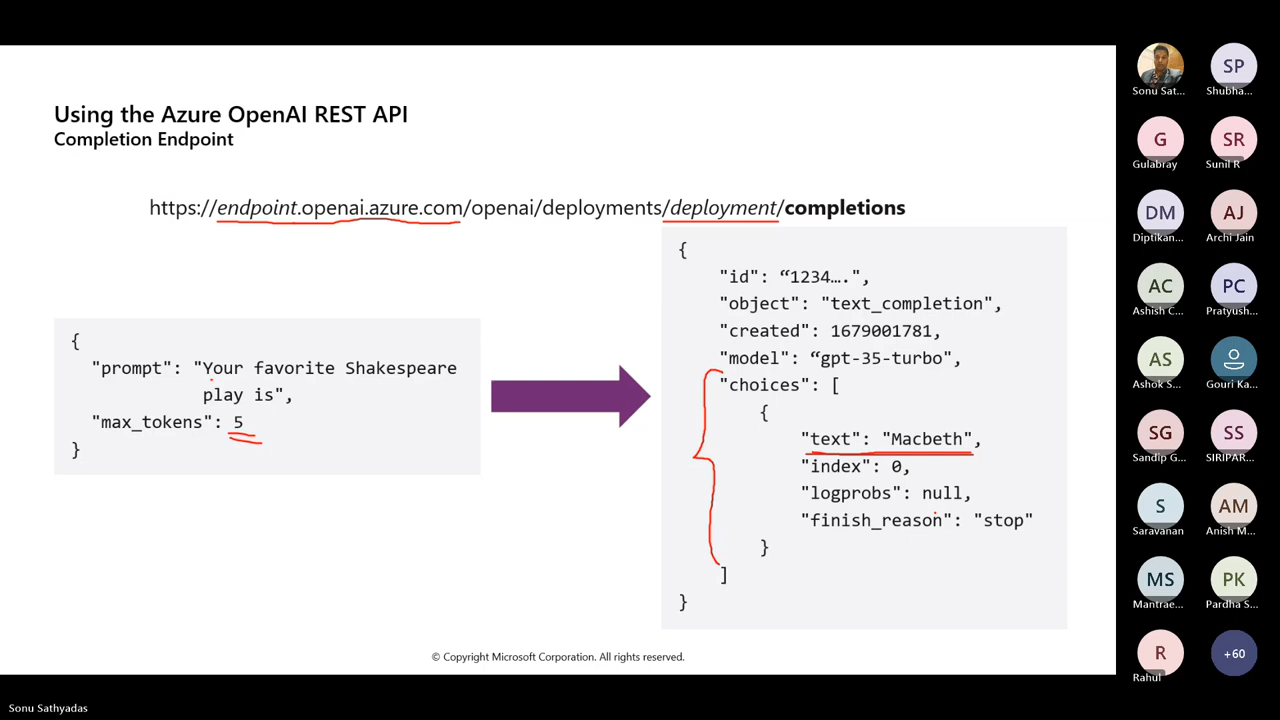 Using the Azure OpenAI REST API
Completion Endpoint
https://endpoint.openai.azure.com/openai/deployments/deployment/completions
{
"prompt": "Your favorite Shakespeare
play is",
"max_tokens": 5
}
{
"id": “1234….",
"object": "text_completion",
"created": 1679001781,
"model": “gpt-35-turbo",
"choices": [
{
"text": "Macbeth",
"index": 0,
"logprobs": null,
"finish_reason": "stop"
}
]
}
© Copyright Microsoft Corporation. All rights reserved.
Sonu Sat...
SP
Shubha...
G
Gulabray
SR
Sunil R
DM
Diptikan...
AJ
Archi Jain
AC
Ashish C...
PC
Pratyush...
AS
Ashok S...
Gouri Ka...
SG
Sandip G...
SS
SIRIPAR...
S
Saravanan
AM
Anish M...
MS
Mantrae...
PK
Pardha S...
R
Rahul
+60
Sonu Sathyadas